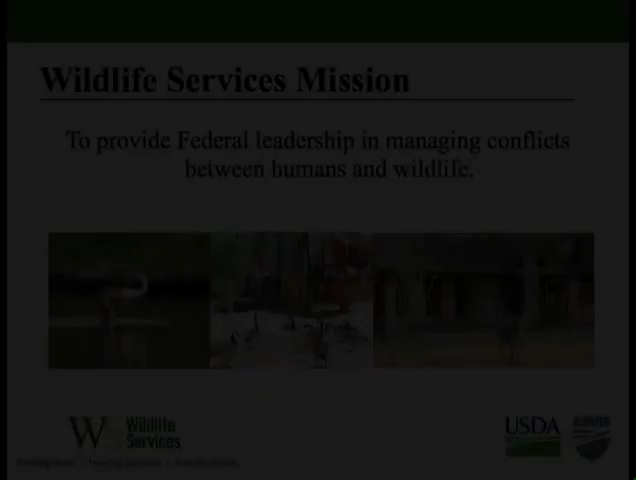 Wildlife Services Mission
To provide Federal leadership in managing conflicts
between humans and wildlife.
W
Wildlife
Services
USDA